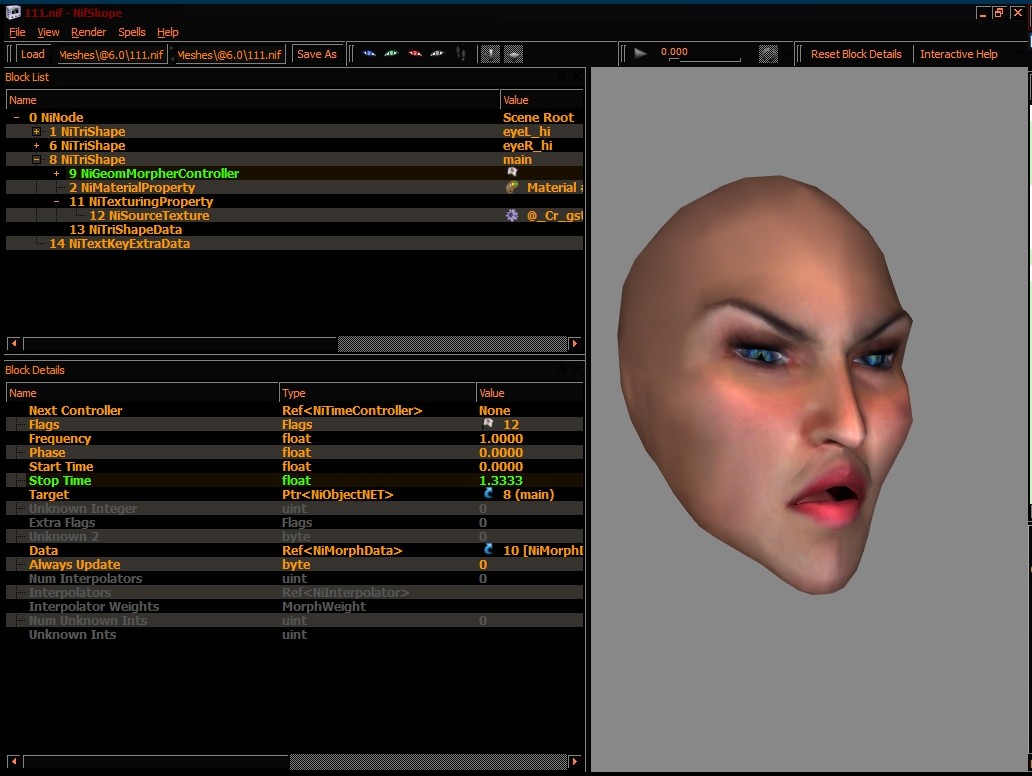 111.nif - NifSkope
File View Render Spells Help
Load Meshes\@6.0\111.nif Meshes\@6.0\111.nif Save As 0.000 Reset Block Details Interactive Help
Block List
Name Value
0 NiNode Scene Root
1 NiTriShape eyeL_hi
6 NiTriShape eyeR_hi
8 NiTriShape main
9 NiGeomMorpherController
2 NiMaterialProperty Material
11 NiTexturingProperty
12 NiSourceTexture @_Cr_gst
13 NiTriShapeData
14 NiTextKeyExtraData
Block Details
Name Type Value
Next Controller Ref<NiTimeController> None
Flags Flags 12
Frequency float 1.0000
Phase float 0.0000
Start Time float 0.0000
Stop Time float 1.3333
Target Ptr<NiObjectNET> 8 (main)
Unknown Integer uint 0
Extra Flags Flags 0
Unknown 2 byte 0
Data Ref<NiMorphData> 10 [NiMorphD
Always Update byte 0
Num Interpolators uint 0
Interpolators Ref<NiInterpolator>
Interpolator Weights MorphWeight
Num Unknown Ints uint 0
Unknown Ints uint